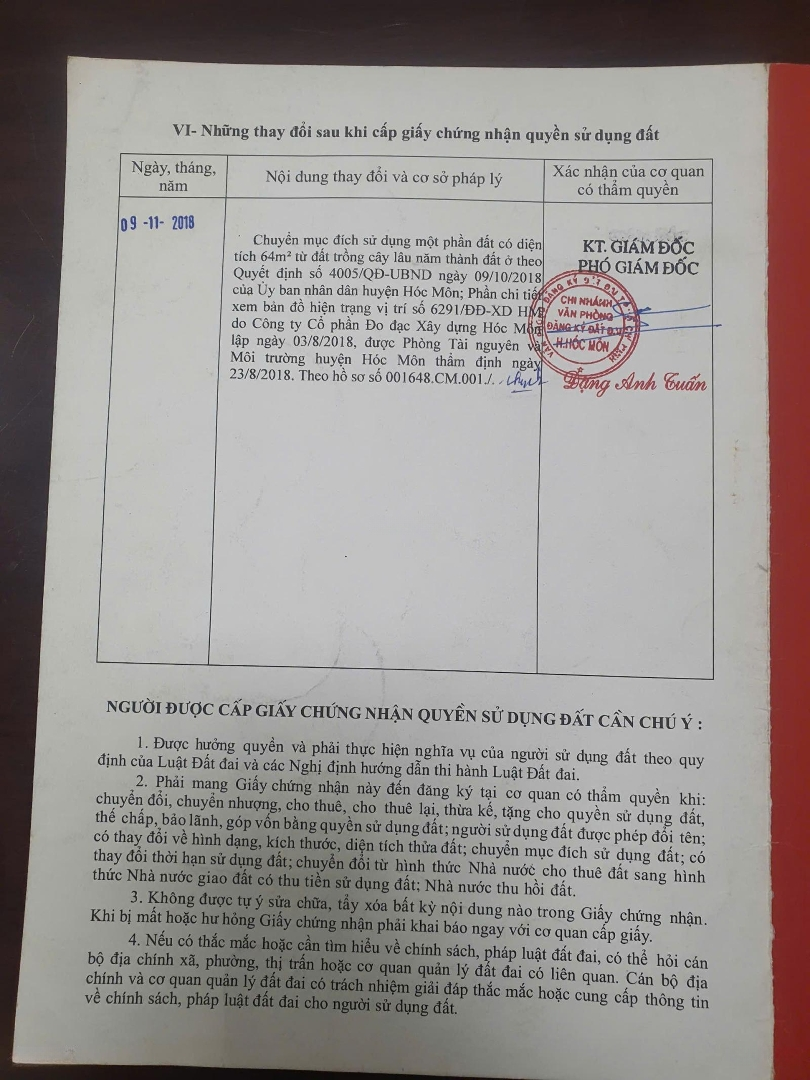 VI- Những thay đổi sau khi cấp giấy chứng nhận quyền sử dụng đất
Ngày, tháng,
năm
Nội dung thay đổi và cơ sở pháp lý
Xác nhận của cơ quan
có thẩm quyền
09 -11- 2018
Chuyển mục đích sử dụng một phần đất có diện
tích 64m² từ đất trồng cây lâu năm thành đất ở theo
Quyết định số 4005/QĐ-UBND ngày 09/10/2018
của Ủy ban nhân dân huyện Hóc Môn; Phần chi tiết
xem bản đồ hiện trạng vị trí số 6291/ĐĐ-XD HM
do Công ty Cổ phần Đo đạc Xây dựng Hóc Môn
lập ngày 03/8/2018, được Phòng Tài nguyên và
Môi trường huyện Hóc Môn thẩm định ngày
23/8/2018. Theo hồ sơ số 001648.CM.001./.
KT. GIÁM ĐỐC
PHÓ GIÁM ĐỐC
CHI NHÁNH
VĂN PHÒNG
ĐĂNG KÝ ĐẤT ĐAI
H.HÓC MÔN
Đặng Anh Tuấn
NGƯỜI ĐƯỢC CẤP GIẤY CHỨNG NHẬN QUYỀN SỬ DỤNG ĐẤT CẦN CHÚ Ý :
1. Được hưởng quyền và phải thực hiện nghĩa vụ của người sử dụng đất theo quy
định của Luật Đất đai và các Nghị định hướng dẫn thi hành Luật Đất đai.
2. Phải mang Giấy chứng nhận này đến đăng ký tại cơ quan có thẩm quyền khi:
chuyển đổi, chuyển nhượng, cho thuê, cho thuê lại, thừa kế, tặng cho quyền sử dụng đất,
thế chấp, bảo lãnh, góp vốn bằng quyền sử dụng đất; người sử dụng đất được phép đổi tên;
có thay đổi về hình dạng, kích thước, diện tích thửa đất; chuyển mục đích sử dụng đất; có
thay đổi thời hạn sử dụng đất; chuyển đổi từ hình thức Nhà nước cho thuê đất sang hình
thức Nhà nước giao đất có thu tiền sử dụng đất; Nhà nước thu hồi đất.
3. Không được tự ý sửa chữa, tẩy xóa bất kỳ nội dung nào trong Giấy chứng nhận.
Khi bị mất hoặc hư hỏng Giấy chứng nhận phải khai báo ngay với cơ quan cấp giấy.
4. Nếu có thắc mắc hoặc cần tìm hiểu về chính sách, pháp luật đất đai, có thể hỏi cán
bộ địa chính xã, phường, thị trấn hoặc cơ quan quản lý đất đai có liên quan. Cán bộ địa
chính và cơ quan quản lý đất đai có trách nhiệm giải đáp thắc mắc hoặc cung cấp thông tin
về chính sách, pháp luật đất đai cho người sử dụng đất.